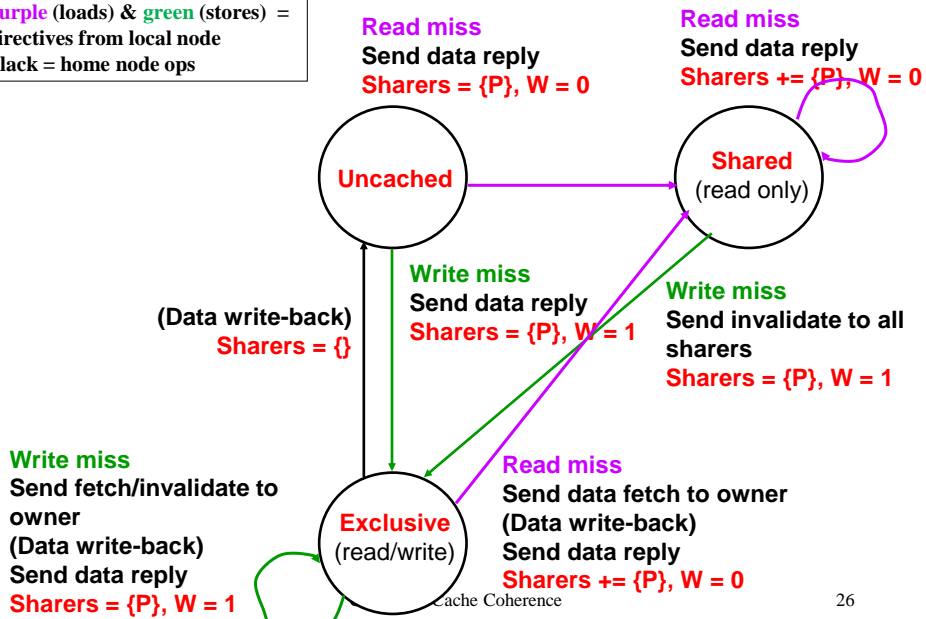 (loads) & green (stores) =
from local node
= home node ops
Read miss
Send data reply
Sharers = {P}, W = 0
Read miss
Send data reply
Sharers += {P}, W = 0
Uncached
Shared
(read only)
(Data write-back)
Sharers = {}
Write miss
Send data reply
Sharers = {P}, W = 1
Write miss
Send invalidate to all
sharers
Sharers = {P}, W = 1
Write miss
Send fetch/invalidate to
owner
(Data write-back)
Send data reply
Sharers = {P}, W = 1
Exclusive
(read/write)
Read miss
Send data fetch to owner
(Data write-back)
Send data reply
Sharers += {P}, W = 0
Cache Coherence
26